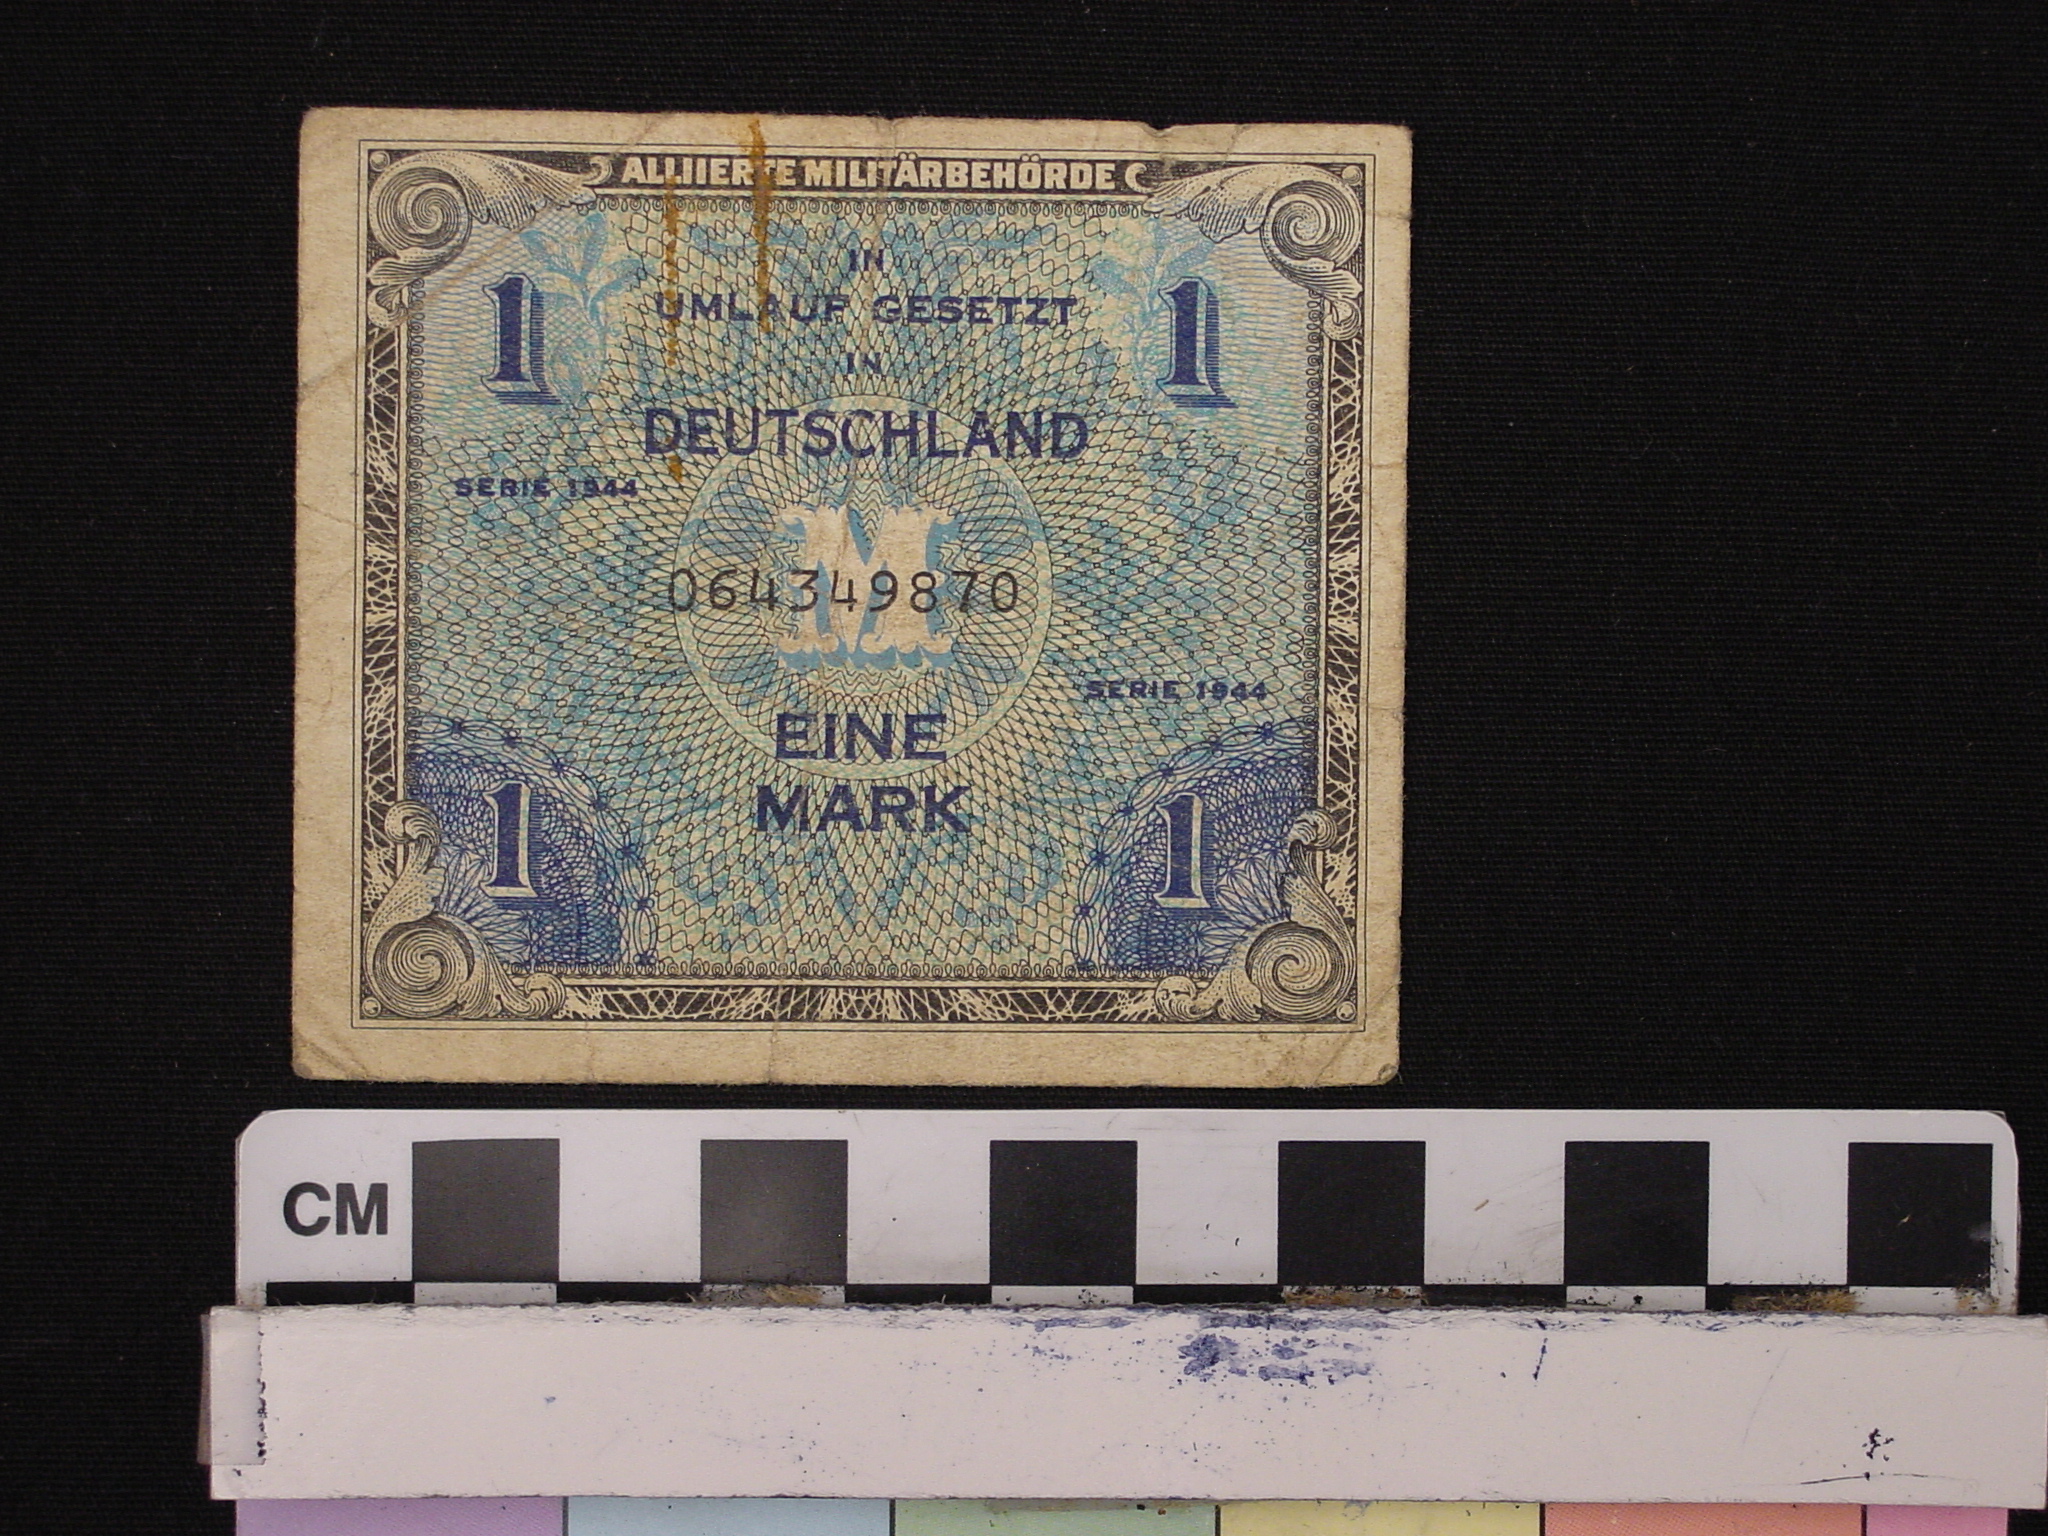 ALLIIERTE MILITÄRBEHÖRDE
IN
1 UMLAUF GESETZT 1
IN
DEUTSCHLAND
SERIE 1944
M
064349870
SERIE 1944
EINE
1 MARK 1
CM